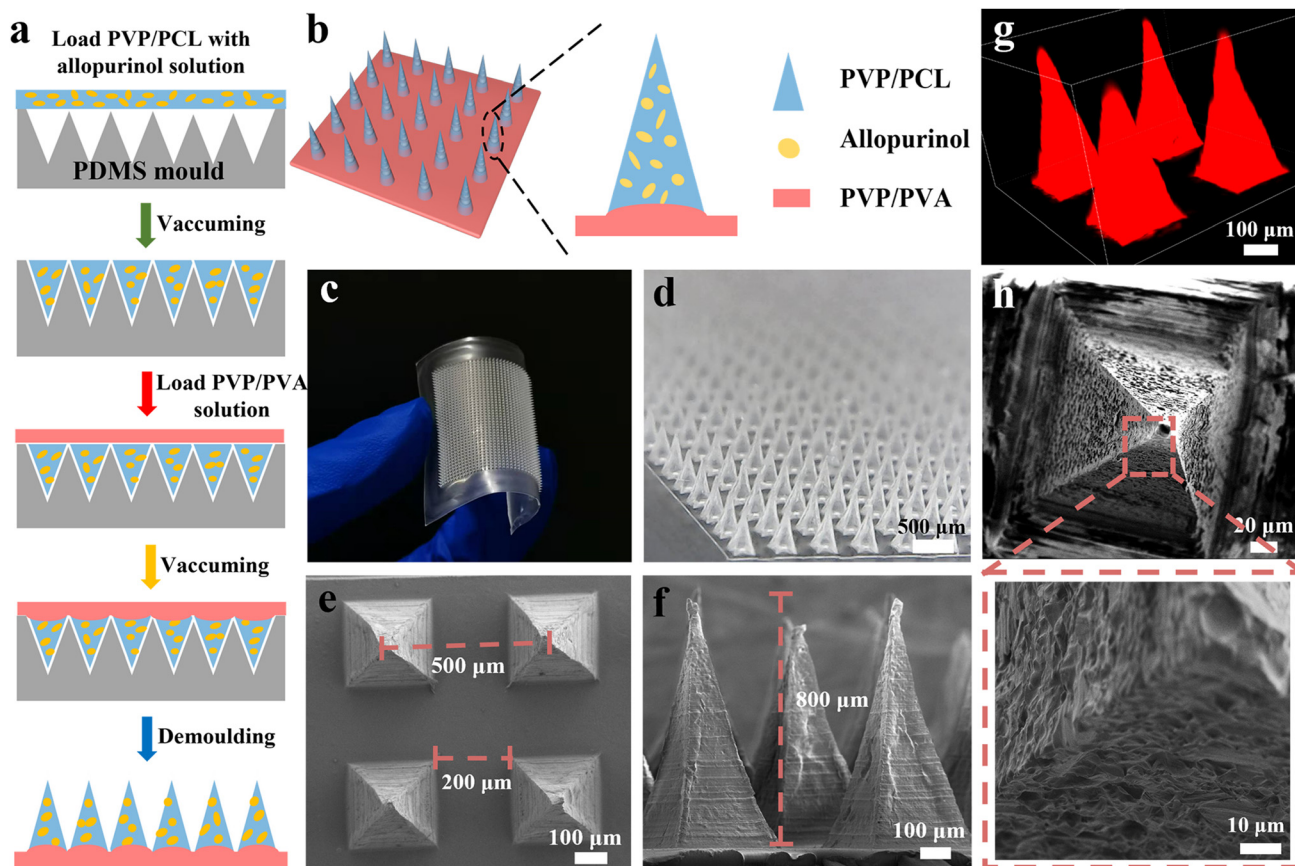 a
Load PVP/PCL with
allopurinol solution
PDMS mould
Vaccuming
Load PVP/PVA
solution
Vaccuming
Demoulding
b
PVP/PCL
Allopurinol
PVP/PVA
c
d
500 μm
e
500 μm
200 μm
100 μm
f
800 μm
100 μm
g
100 μm
h
20 μm
10 μm